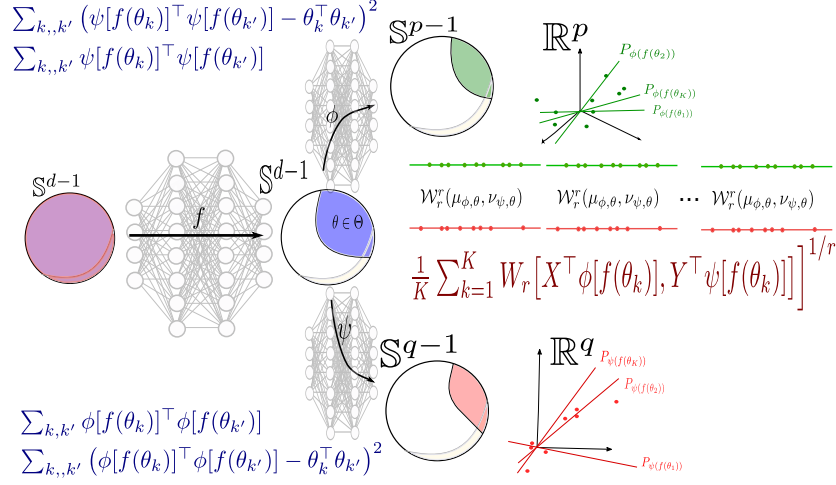 ∑_{k,,k′} (ψ[f(θ_k)]^⊤ψ[f(θ_{k′})] − θ_k^⊤θ_{k′})^2
∑_{k,k′} ψ[f(θ_k)]^⊤ψ[f(θ_{k′})]
𝕊^{d−1}
f
𝕊^{d−1}
θ∈Θ
ϕ
ψ
𝕊^{p−1}
ℝ^p
P_{ϕ(f(θ_2))}
P_{ϕ(f(θ_K))}
P_{ϕ(f(θ_1))}
𝒲_r^r(μ_{ϕ,θ}, ν_{ψ,θ}) 𝒲_r^r(μ_{ϕ,θ}, ν_{ψ,θ}) ⋯ 𝒲_r^r(μ_{ϕ,θ}, ν_{ψ,θ})
1/K ∑_{k=1}^K W_r[X^⊤ϕ[f(θ_k)], Y^⊤ψ[f(θ_k)]]]^{1/r}
𝕊^{q−1}
ℝ^q
P_{ψ(f(θ_K))}
P_{ψ(f(θ_2))}
P_{ψ(f(θ_1))}
∑_{k,k′} ϕ[f(θ_k)]^⊤ϕ[f(θ_{k′})]
∑_{k,,k′} (ϕ[f(θ_k)]^⊤ϕ[f(θ_{k′})] − θ_k^⊤θ_{k′})^2